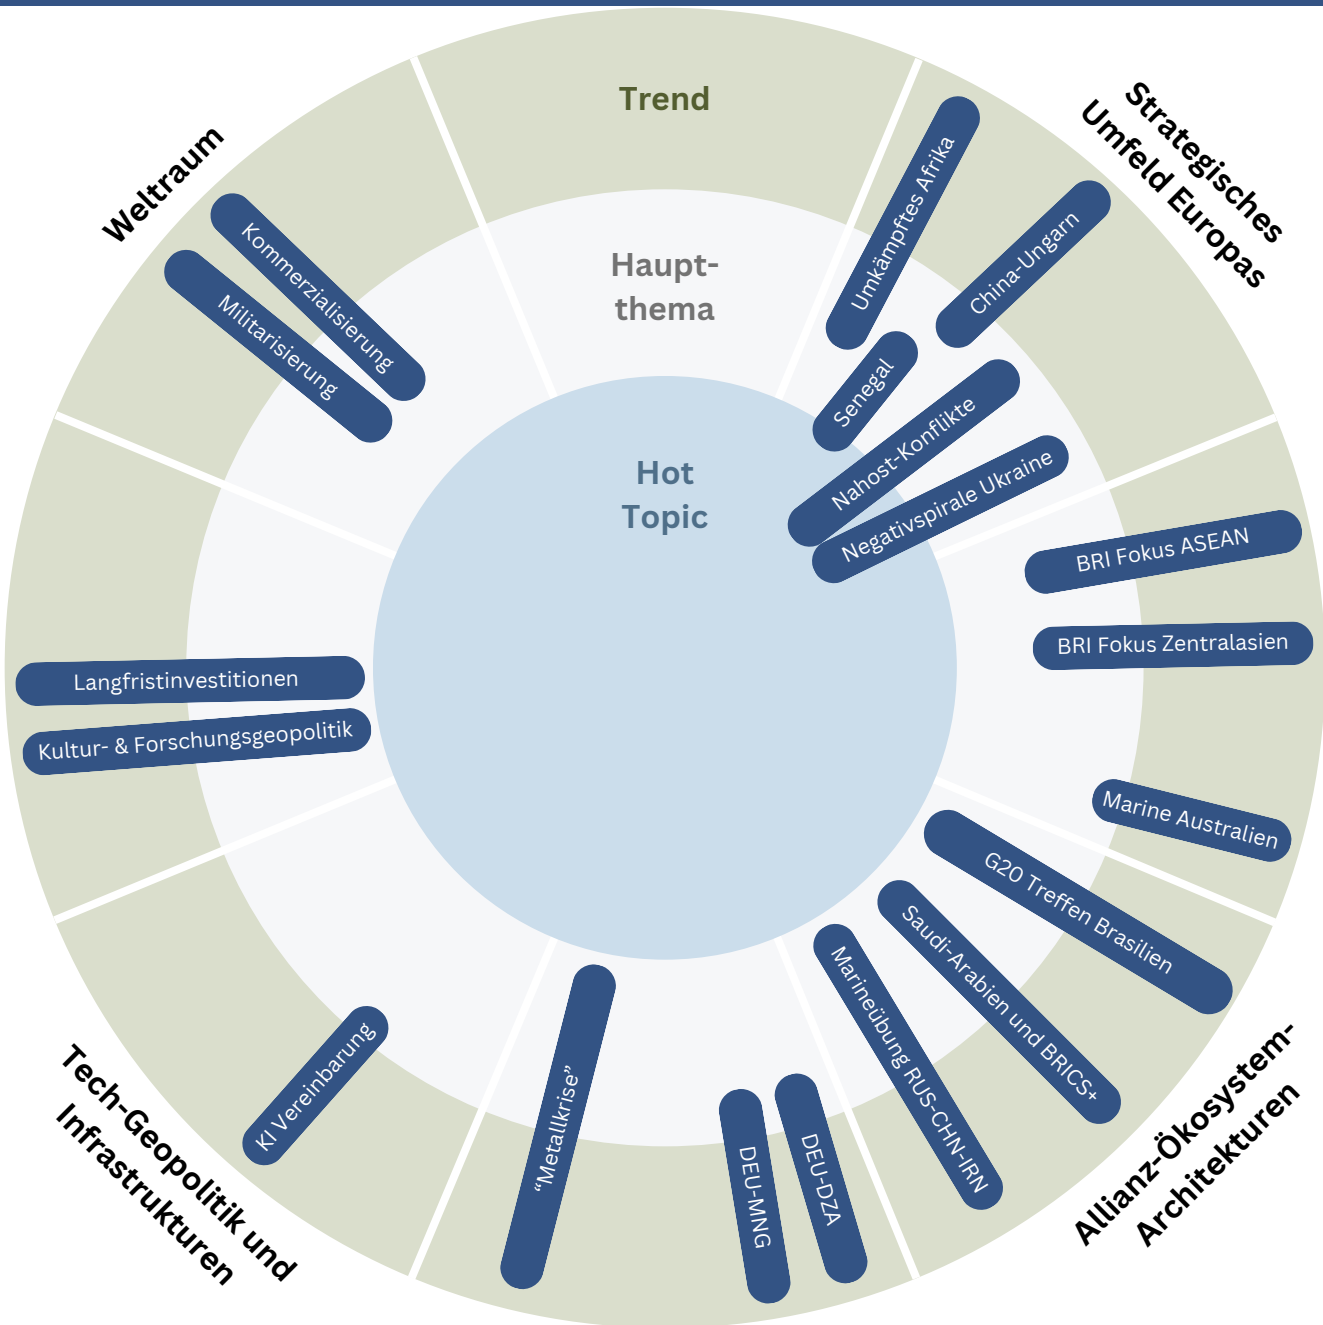 Trend
Haupt-
thema
Hot
Topic
Strategisches
Umfeld Europas
Umkämpftes Afrika
China-Ungarn
Senegal
Nahost-Konflikte
Negativspirale Ukraine
BRI Fokus ASEAN
BRI Fokus Zentralasien
Marine Australien
Allianz-Ökosystem-
Architekturen
G20 Treffen Brasilien
Saudi-Arabien und BRICS+
Marineübung RUS-CHN-IRN
DEU-DZA
DEU-MNG
“Metallkrise”
Tech-Geopolitik und
Infrastrukturen
KI Vereinbarung
Kultur- & Forschungsgeopolitik
Langfristinvestitionen
Weltraum
Militarisierung
Kommerzialisierung